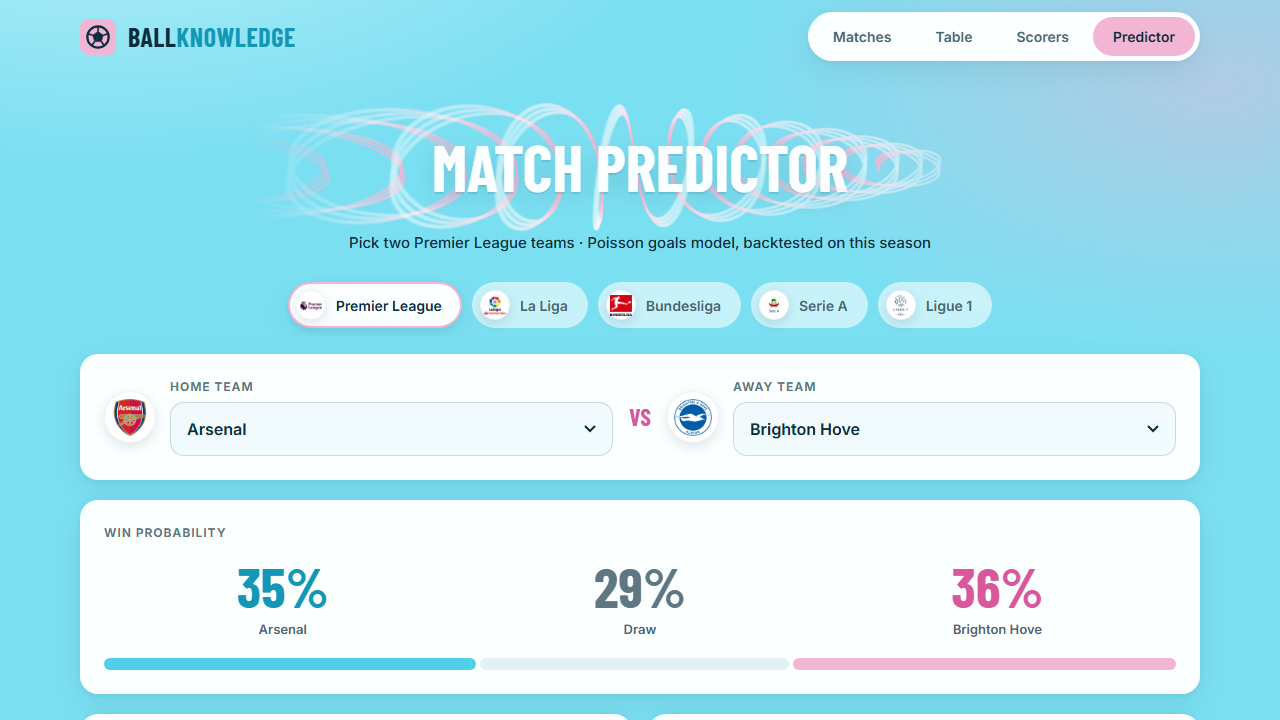 BALLKNOWLEDGE
Matches Table Scorers Predictor
MATCH PREDICTOR
Pick two Premier League teams · Poisson goals model, backtested on this season
Premier League La Liga Bundesliga Serie A Ligue 1
HOME TEAM
Arsenal
VS
AWAY TEAM
Brighton Hove
WIN PROBABILITY
35% 29% 36%
Arsenal Draw Brighton Hove